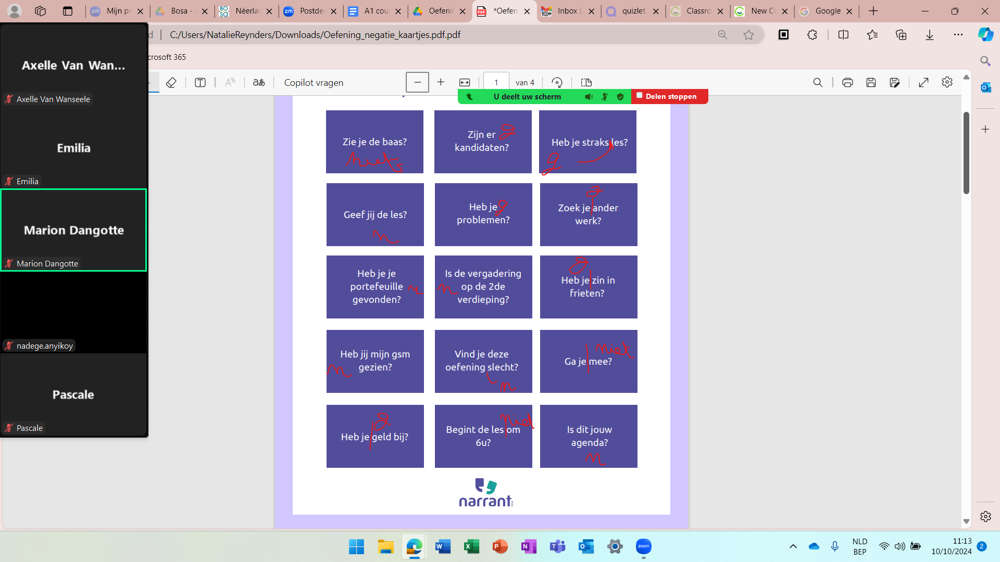 Mijn pr
Bosa -
Néerla
Postde
A1 cou
Oefeni
*Oefen
Inbox (
quizlet.
Classro
New Co
Google
d | C:/Users/NatalieReynders/Downloads/Oefening_negatie_kaartjes.pdf.pdf
crosoft 365
Copilot vragen
1 van 4
U deelt uw scherm
Delen stoppen
Axelle Van Wan...
Axelle Van Wanseele
Emilia
Emilia
Marion Dangotte
Marion Dangotte
nadege.anyikoy
Pascale
Pascale
Zie je de baas?
Zijn er
kandidaten?
g
Heb je straks les?
g
Geef jij de les?
n
Heb je
problemen?
g
Zoek je ander
werk?
g
Heb je je
portefeuille
gevonden?
n
Is de vergadering
op de 2de
verdieping?
n
Heb je zin in
frieten?
g
Heb jij mijn gsm
gezien?
n
Vind je deze
oefening slecht?
n
Ga je mee?
niet
Heb je geld bij?
g
Begint de les om
6u?
niet
Is dit jouw
agenda?
n
narrant
zoom
NLD
BEP
11:13
10/10/2024
2